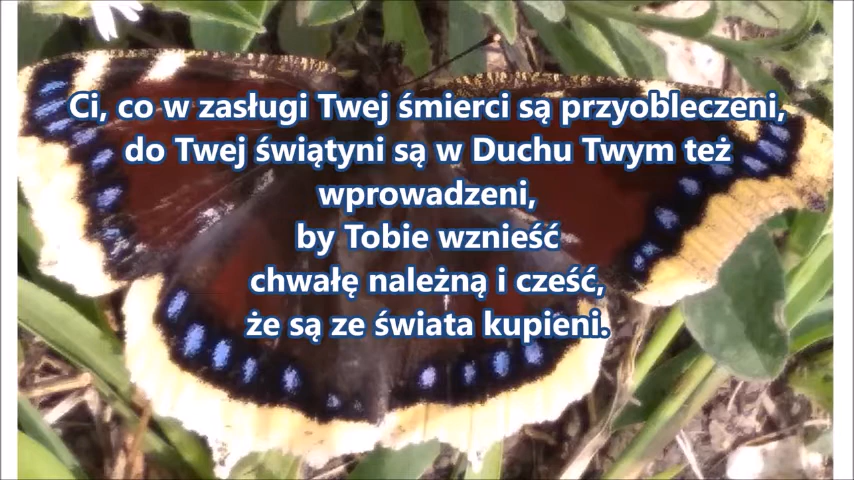 Ci, co w zasługi Twej śmierci są przyobleczeni,
do Twej świątyni są w Duchu Twym też
wprowadzeni,
by Tobie wznieść
chwałę należną i cześć,
że są ze świata kupieni.